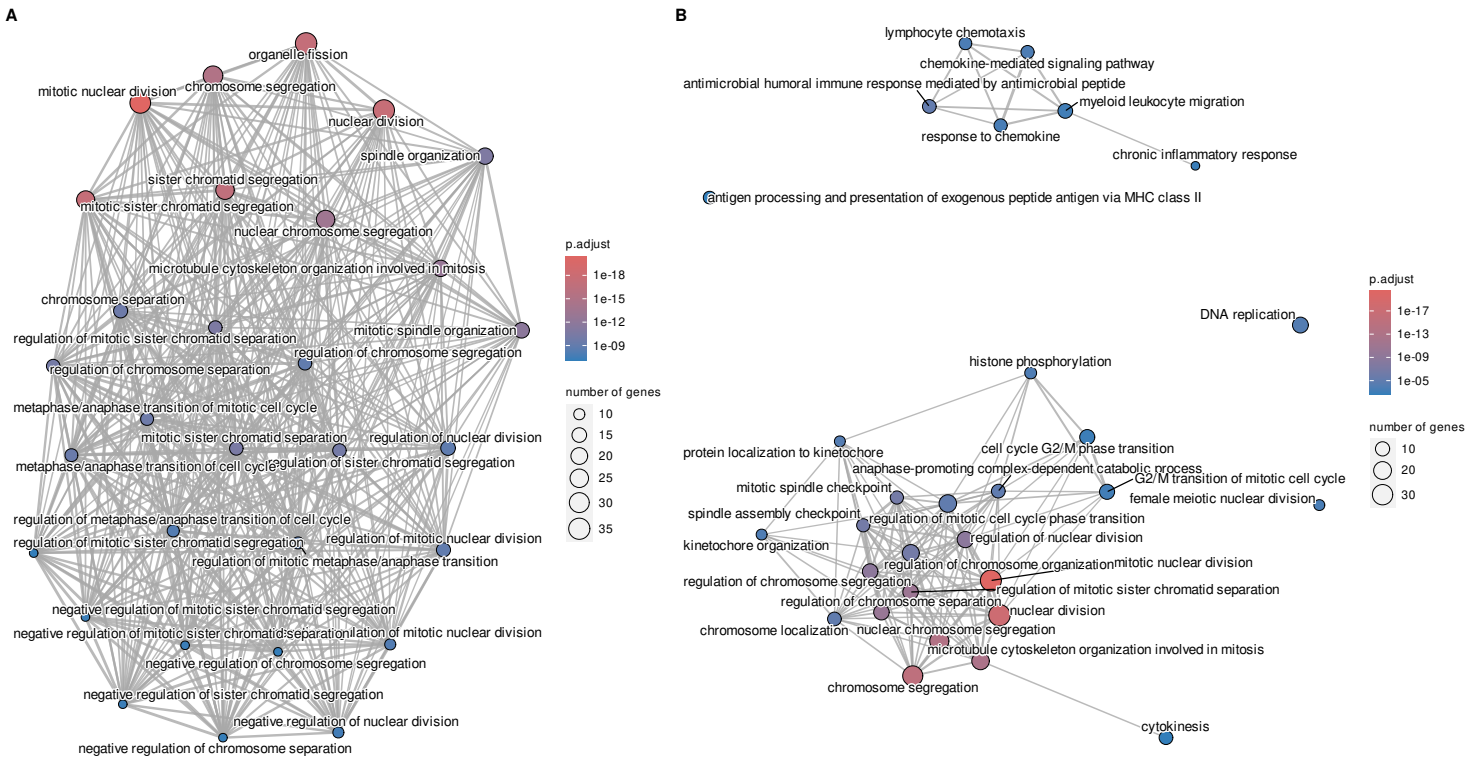 A
organelle fission
chromosome segregation
mitotic nuclear division
nuclear division
spindle organization
sister chromatid segregation
mitotic sister chromatid segregation
nuclear chromosome segregation
microtubule cytoskeleton organization involved in mitosis
chromosome separation
mitotic spindle organization
regulation of mitotic sister chromatid separation
regulation of chromosome segregation
regulation of chromosome separation
metaphase/anaphase transition of mitotic cell cycle
mitotic sister chromatid separation
regulation of nuclear division
metaphase/anaphase transition of cell cycle
regulation of sister chromatid segregation
regulation of metaphase/anaphase transition of cell cycle
regulation of mitotic sister chromatid segregation
regulation of mitotic nuclear division
regulation of mitotic metaphase/anaphase transition
negative regulation of mitotic sister chromatid segregation
negative regulation of mitotic sister chromatid separation
ulation of mitotic nuclear division
negative regulation of chromosome segregation
negative regulation of sister chromatid segregation
negative regulation of nuclear division
negative regulation of chromosome separation
p.adjust
1e-18
1e-15
1e-12
1e-09
number of genes
10
15
20
25
30
35
B
lymphocyte chemotaxis
chemokine-mediated signaling pathway
antimicrobial humoral immune response mediated by antimicrobial peptide
myeloid leukocyte migration
response to chemokine
chronic inflammatory response
antigen processing and presentation of exogenous peptide antigen via MHC class II
DNA replication
histone phosphorylation
protein localization to kinetochore
cell cycle G2/M phase transition
anaphase-promoting complex-dependent catabolic process
G2/M transition of mitotic cell cycle
mitotic spindle checkpoint
female meiotic nuclear division
spindle assembly checkpoint
regulation of mitotic cell cycle phase transition
kinetochore organization
regulation of nuclear division
regulation of chromosome organization
mitotic nuclear division
regulation of chromosome segregation
regulation of mitotic sister chromatid separation
regulation of chromosome separation
nuclear division
chromosome localization
nuclear chromosome segregation
microtubule cytoskeleton organization involved in mitosis
chromosome segregation
cytokinesis
p.adjust
1e-17
1e-13
1e-09
1e-05
number of genes
10
20
30